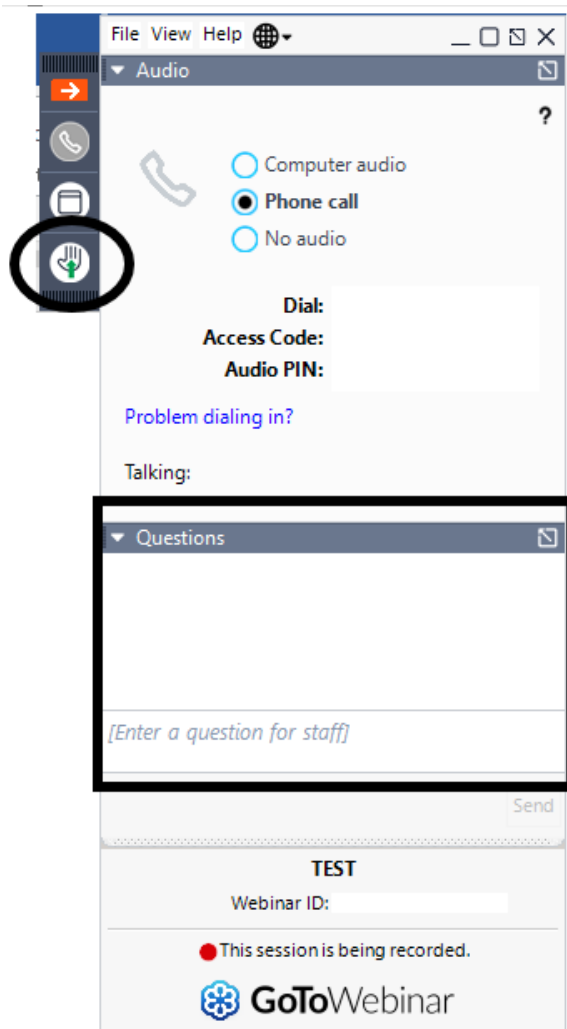 File View Help
Audio
?
Computer audio
Phone call
No audio
Dial:
Access Code:
Audio PIN:
Problem dialing in?
Talking:
Questions
[Enter a question for staff]
Send
TEST
Webinar ID:
This session is being recorded.
GoToWebinar